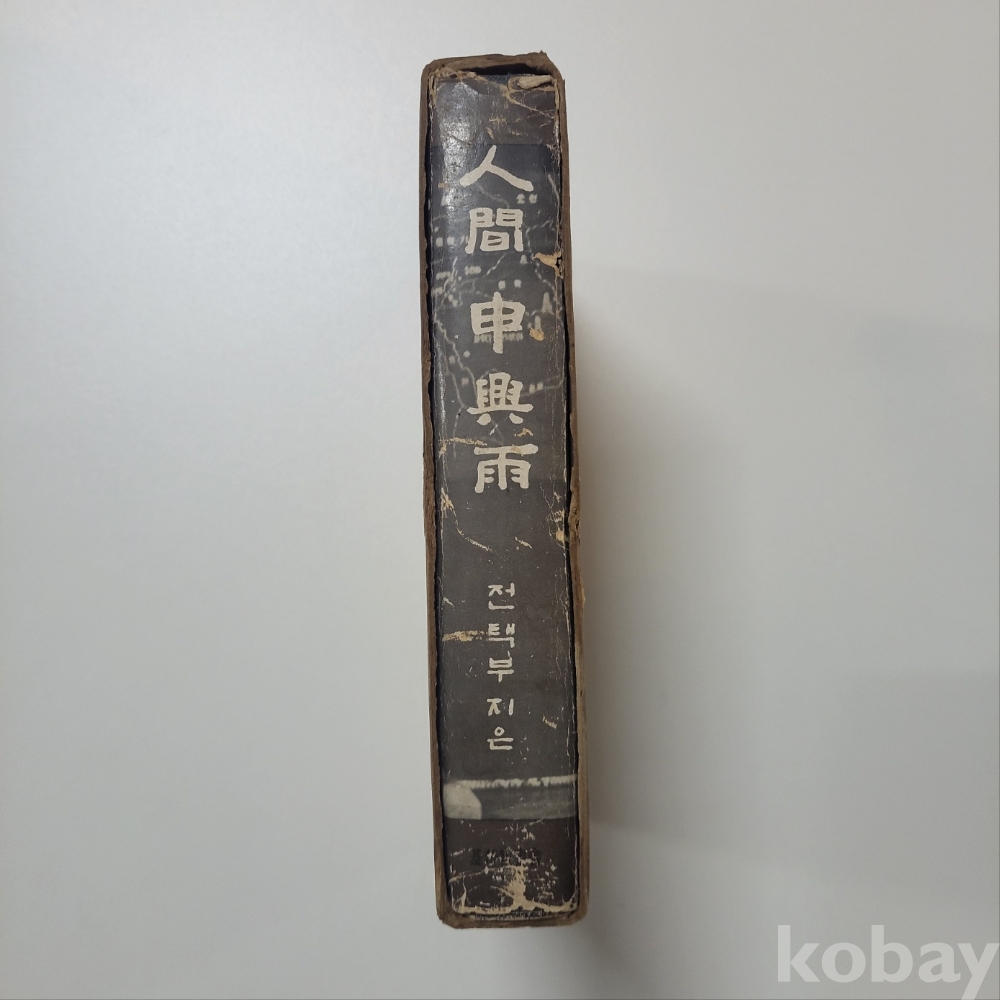 人間 申興雨
전택부 지은
kobay